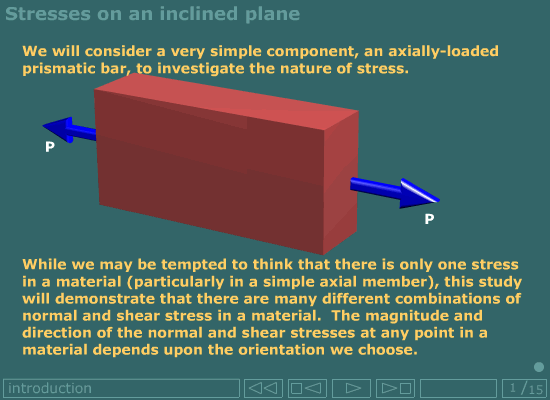 Stresses on an inclined plane
We will consider a very simple component, an axially-loaded
prismatic bar, to investigate the nature of stress.
P
P
While we may be tempted to think that there is only one stress
in a material (particularly in a simple axial member), this study
will demonstrate that there are many different combinations of
normal and shear stress in a material.  The magnitude and
direction of the normal and shear stresses at any point in a
material depends upon the orientation we choose.
introduction
1/15